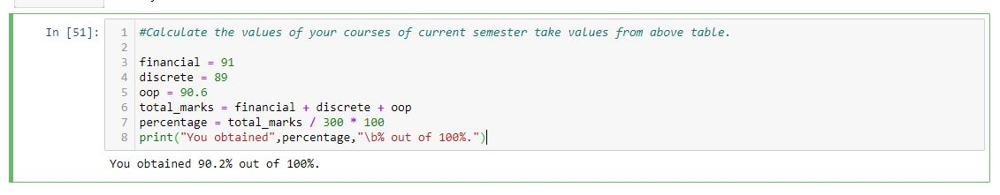 In [51]:
1 #Calculate the values of your courses of current semester take values from above table.
2
3 financial = 91
4 discrete = 89
5 oop = 90.6
6 total_marks = financial + discrete + oop
7 percentage = total_marks / 300 * 100
8 print("You obtained",percentage,"\b% out of 100%.")
You obtained 90.2% out of 100%.